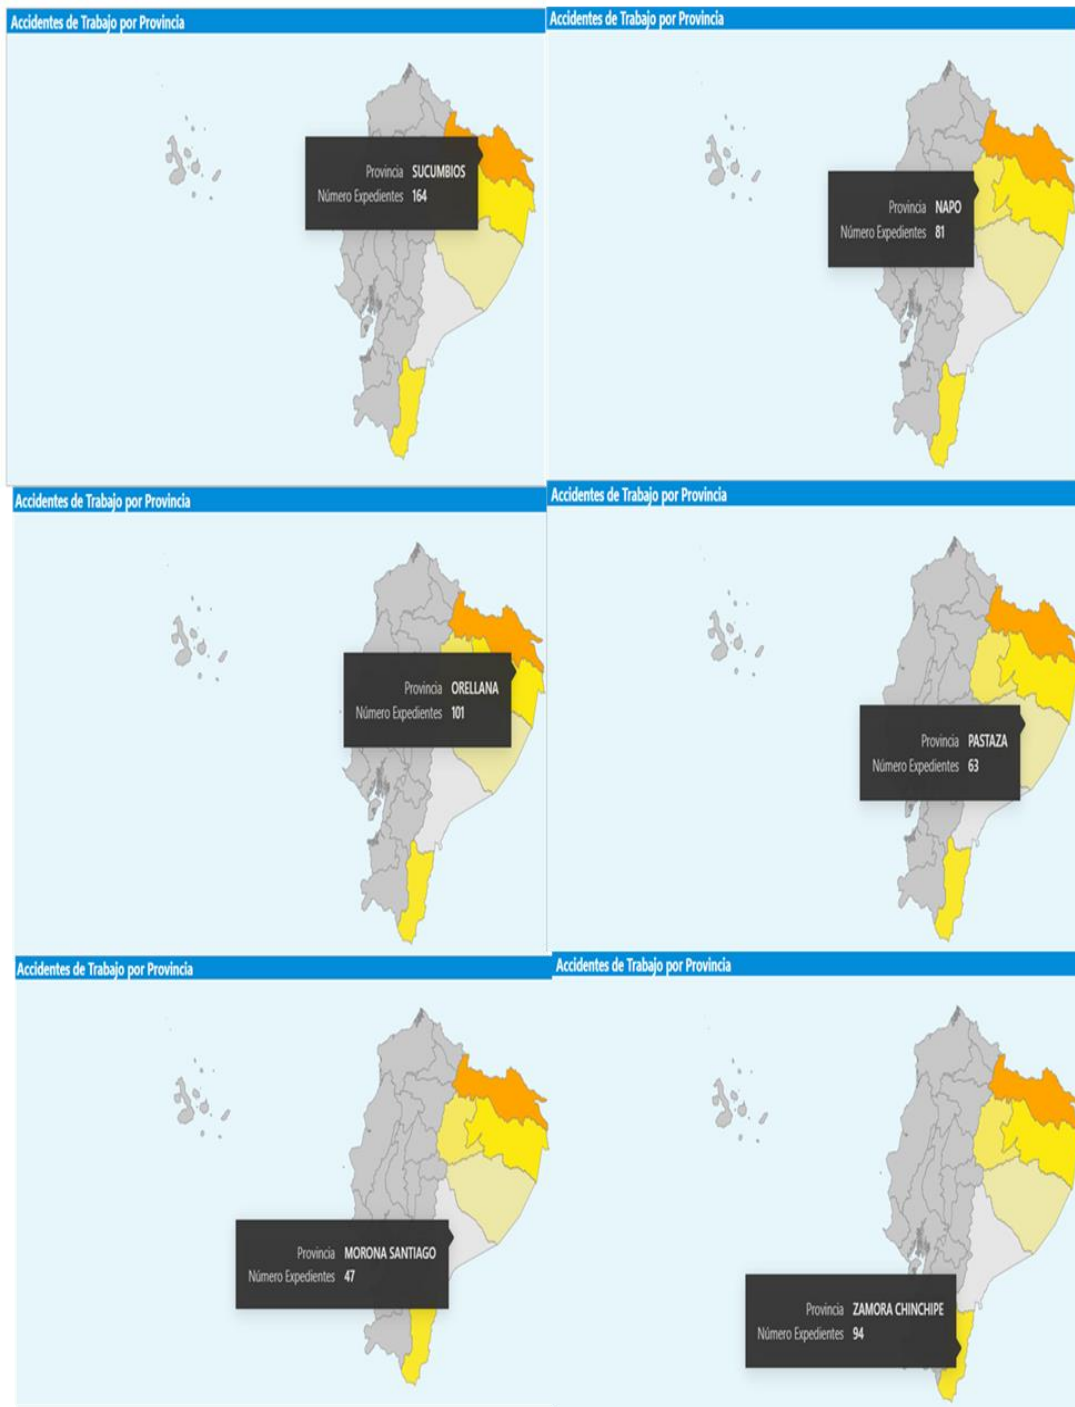 Accidentes de Trabajo por Provincia
Provincia SUCUMBIOS
Número Expedientes 164
Accidentes de Trabajo por Provincia
Provincia NAPO
Número Expedientes 81
Accidentes de Trabajo por Provincia
Provincia ORELLANA
Número Expedientes 101
Accidentes de Trabajo por Provincia
Provincia PASTAZA
Número Expedientes 63
Accidentes de Trabajo por Provincia
Provincia MORONA SANTIAGO
Número Expedientes 47
Accidentes de Trabajo por Provincia
Provincia ZAMORA CHINCHIPE
Número Expedientes 94